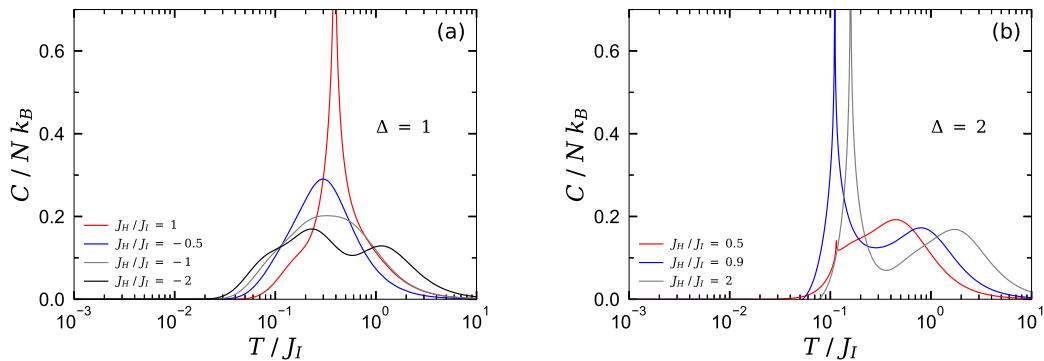 (a)
C / N k_B
0.6
0.4
0.2
0.0
Δ = 1
J_H / J_I = 1
J_H / J_I = −0.5
J_H / J_I = −1
J_H / J_I = −2
10^{−3} 10^{−2} 10^{−1} 10^0 10^1
T / J_I
(b)
C / N k_B
0.6
0.4
0.2
0.0
Δ = 2
J_H / J_I = 0.5
J_H / J_I = 0.9
J_H / J_I = 2
10^{−3} 10^{−2} 10^{−1} 10^0 10^1
T / J_I